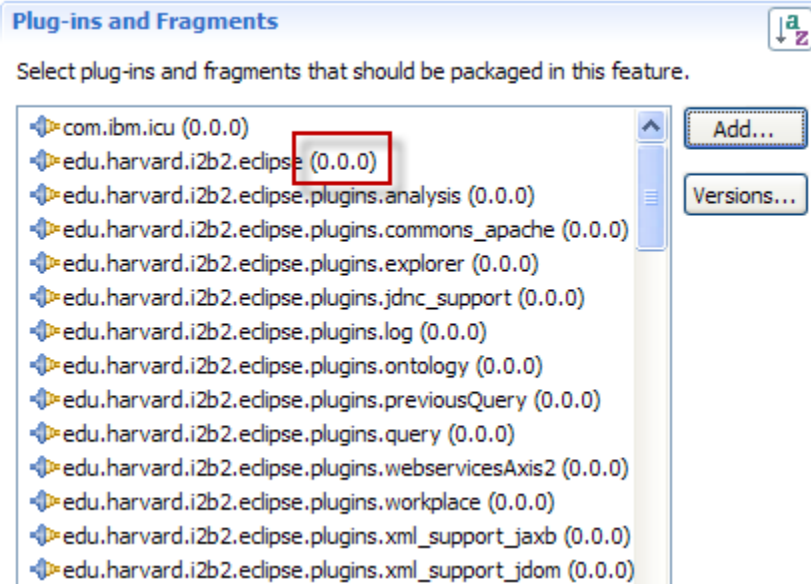 Plug-ins and Fragments
a
z
Select plug-ins and fragments that should be packaged in this feature.
com.ibm.icu (0.0.0)
Add...
edu.harvard.i2b2.eclipse (0.0.0)
edu.harvard.i2b2.eclipse.plugins.analysis (0.0.0)
Versions...
edu.harvard.i2b2.eclipse.plugins.commons_apache (0.0.0)
edu.harvard.i2b2.eclipse.plugins.explorer (0.0.0)
edu.harvard.i2b2.eclipse.plugins.jdnc_support (0.0.0)
edu.harvard.i2b2.eclipse.plugins.log (0.0.0)
edu.harvard.i2b2.eclipse.plugins.ontology (0.0.0)
edu.harvard.i2b2.eclipse.plugins.previousQuery (0.0.0)
edu.harvard.i2b2.eclipse.plugins.query (0.0.0)
edu.harvard.i2b2.eclipse.plugins.webservicesAxis2 (0.0.0)
edu.harvard.i2b2.eclipse.plugins.workplace (0.0.0)
edu.harvard.i2b2.eclipse.plugins.xml_support_jaxb (0.0.0)
edu.harvard.i2b2.eclipse.plugins.xml_support_jdom (0.0.0)